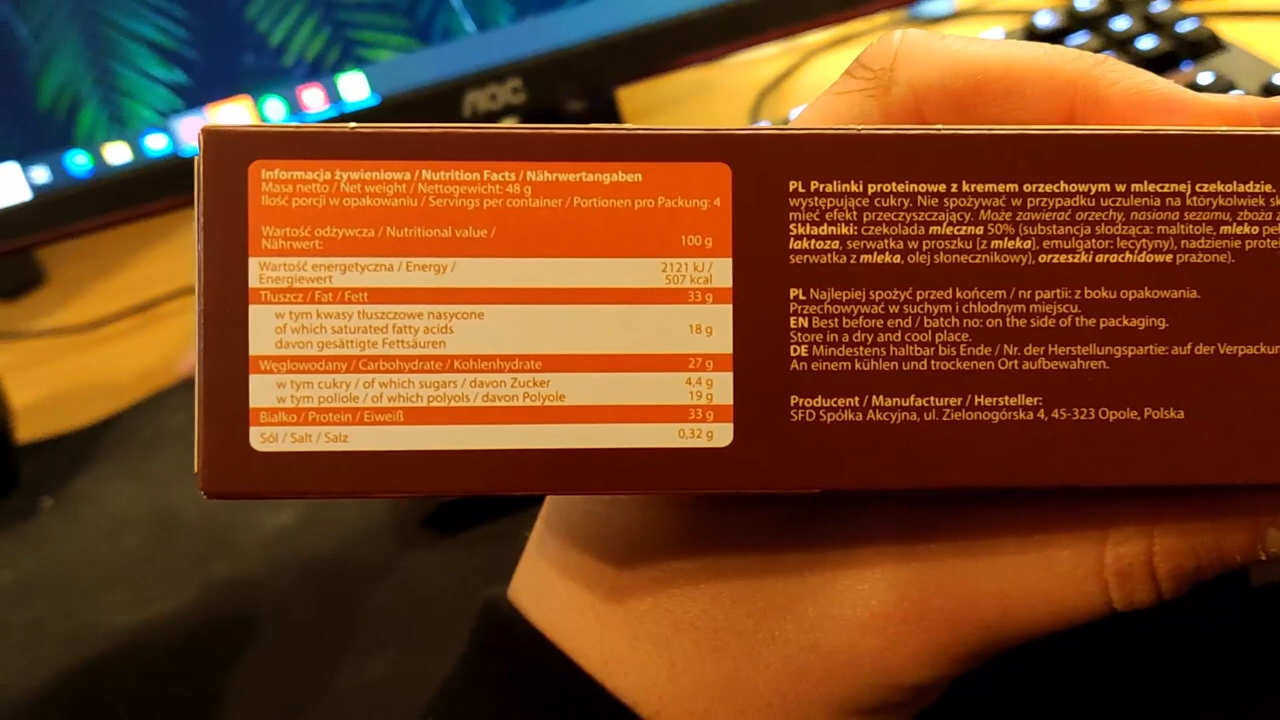 AOC
Informacja żywieniowa / Nutrition Facts / Nährwertangaben
Masa netto / Net weight / Nettogewicht: 48 g
Ilość porcji w opakowaniu / Servings per container / Portionen pro Packung: 4
Wartość odżywcza / Nutritional value /
Nährwert:
100 g
Wartość energetyczna / Energy /
Energiewert
2121 kJ /
507 kcal
Tłuszcz / Fat / Fett 33 g
w tym kwasy tłuszczowe nasycone
of which saturated fatty acids
davon gesättigte Fettsäuren
18 g
Węglowodany / Carbohydrate / Kohlenhydrate 27 g
w tym cukry / of which sugars / davon Zucker 4,4 g
w tym poliole / of which polyols / davon Polyole 19 g
Białko / Protein / Eiweiß 33 g
Sól / Salt / Salz 0,32 g
PL Pralinki proteinowe z kremem orzechowym w mlecznej czekoladzie.
występujące cukry. Nie spożywać w przypadku uczulenia na którykolwiek
mieć efekt przeczyszczający. Może zawierać orzechy, nasiona sezamu, zboża
Składniki: czekolada mleczna 50% (substancja słodząca: maltitole, mleko
laktoza, serwatka w proszku [z mleka], emulgator: lecytyny), nadzienie
serwatka z mleka, olej słonecznikowy), orzeszki arachidowe prażone).
PL Najlepiej spożyć przed końcem / nr partii: z boku opakowania.
Przechowywać w suchym i chłodnym miejscu.
EN Best before end / batch no: on the side of the packaging.
Store in a dry and cool place.
DE Mindestens haltbar bis Ende / Nr. der Herstellungspartie: auf der
An einem kühlen und trockenen Ort aufbewahren.
Producent / Manufacturer / Hersteller:
SFD Spółka Akcyjna, ul. Zielonogórska 4, 45-323 Opole, Polska